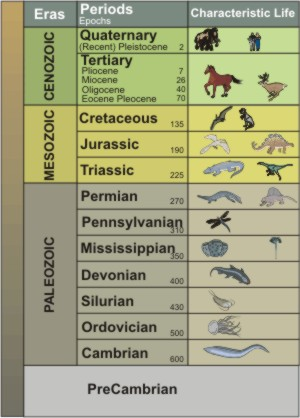 Eras Periods Epochs Characteristic Life
CENOZOIC
Quaternary
(Recent) Pleistocene 2
Tertiary
Pliocene 7
Miocene 26
Oligocene 40
Eocene Pleocene 70
MESOZOIC
Cretaceous 135
Jurassic 190
Triassic 225
PALEOZOIC
Permian 270
Pennsylvanian 310
Mississippian 350
Devonian 400
Silurian 430
Ordovician 500
Cambrian 600
PreCambrian